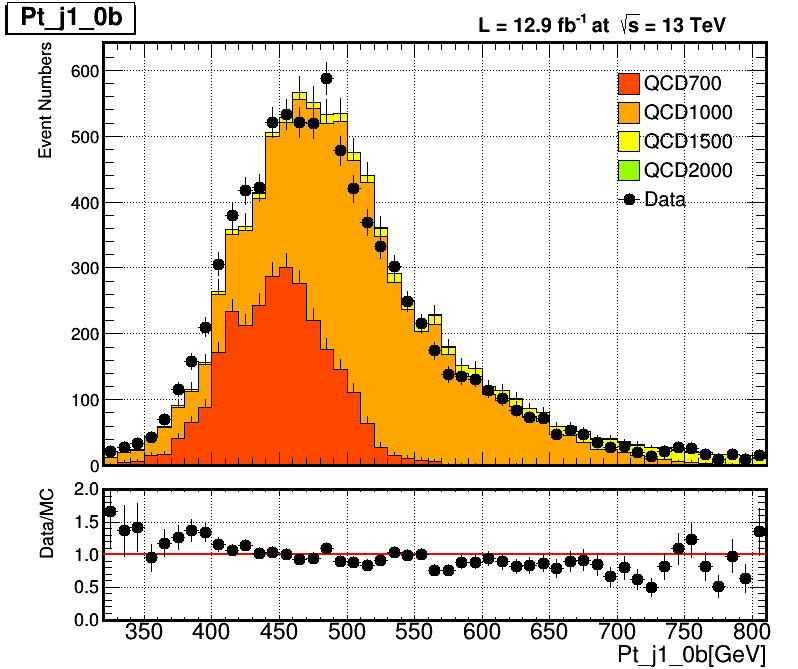 Pt_j1_0b
L = 12.9 fb⁻¹ at √s = 13 TeV
Event Numbers
600
500
400
300
200
100
0
QCD700
QCD1000
QCD1500
QCD2000
Data
Data/MC
2.0
1.5
1.0
0.5
0.0
350 400 450 500 550 600 650 700 750 800
Pt_j1_0b[GeV]